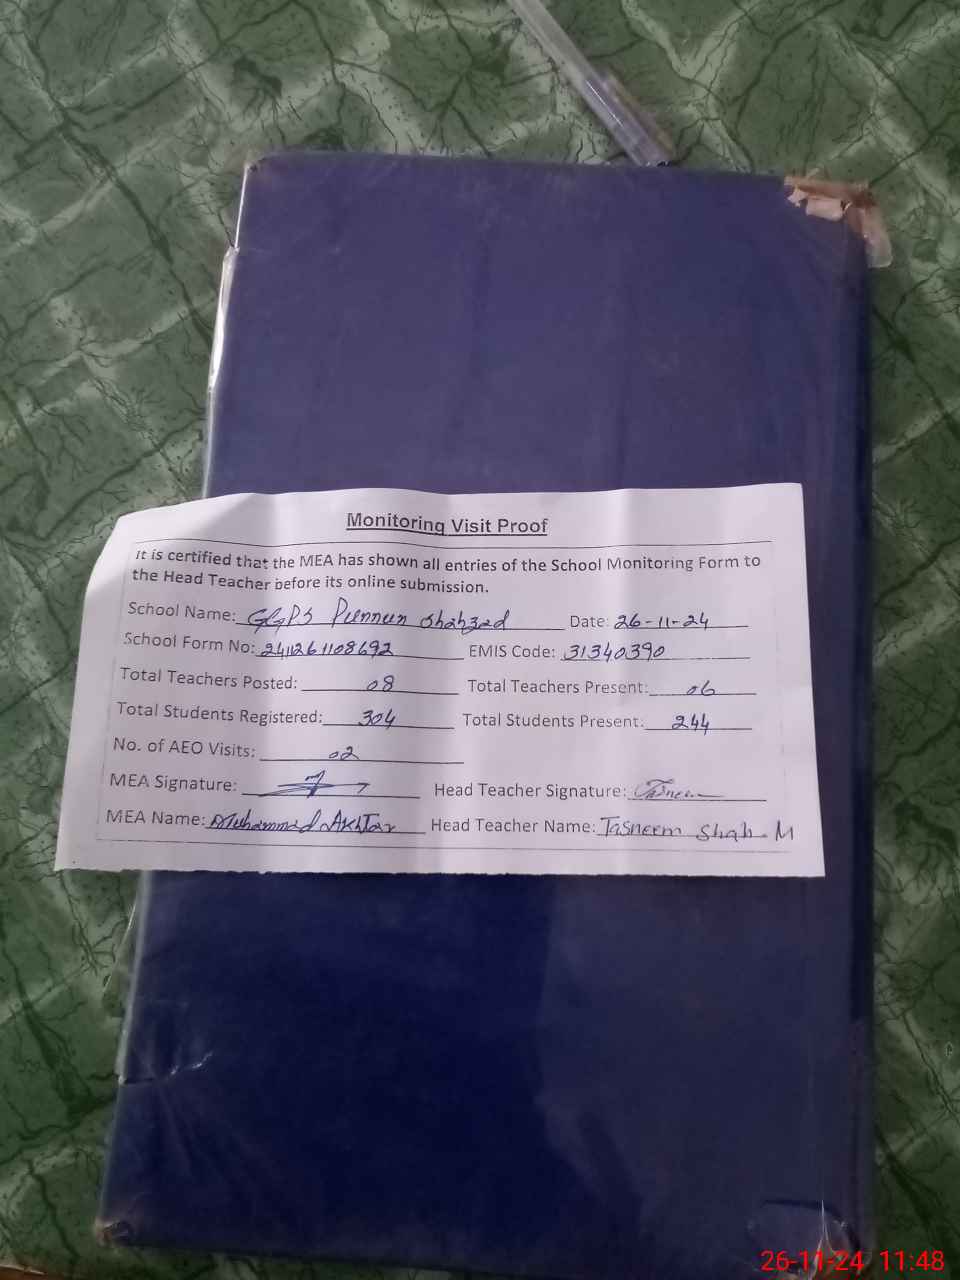 Monitoring Visit Proof
It is certified that the MEA has shown all entries of the School Monitoring Form to
the Head Teacher before its online submission.
School Name: GGPS Punnun Shahzad Date: 26-11-24
School Form No: 2411261108692 EMIS Code: 31340390
Total Teachers Posted: 08 Total Teachers Present: 06
Total Students Registered: 304 Total Students Present: 244
No. of AEO Visits: 02
MEA Signature: Head Teacher Signature: Tasneem
MEA Name: Muhammad Akhtar Head Teacher Name: Tasneem Shah. M
26-11-24 11:48